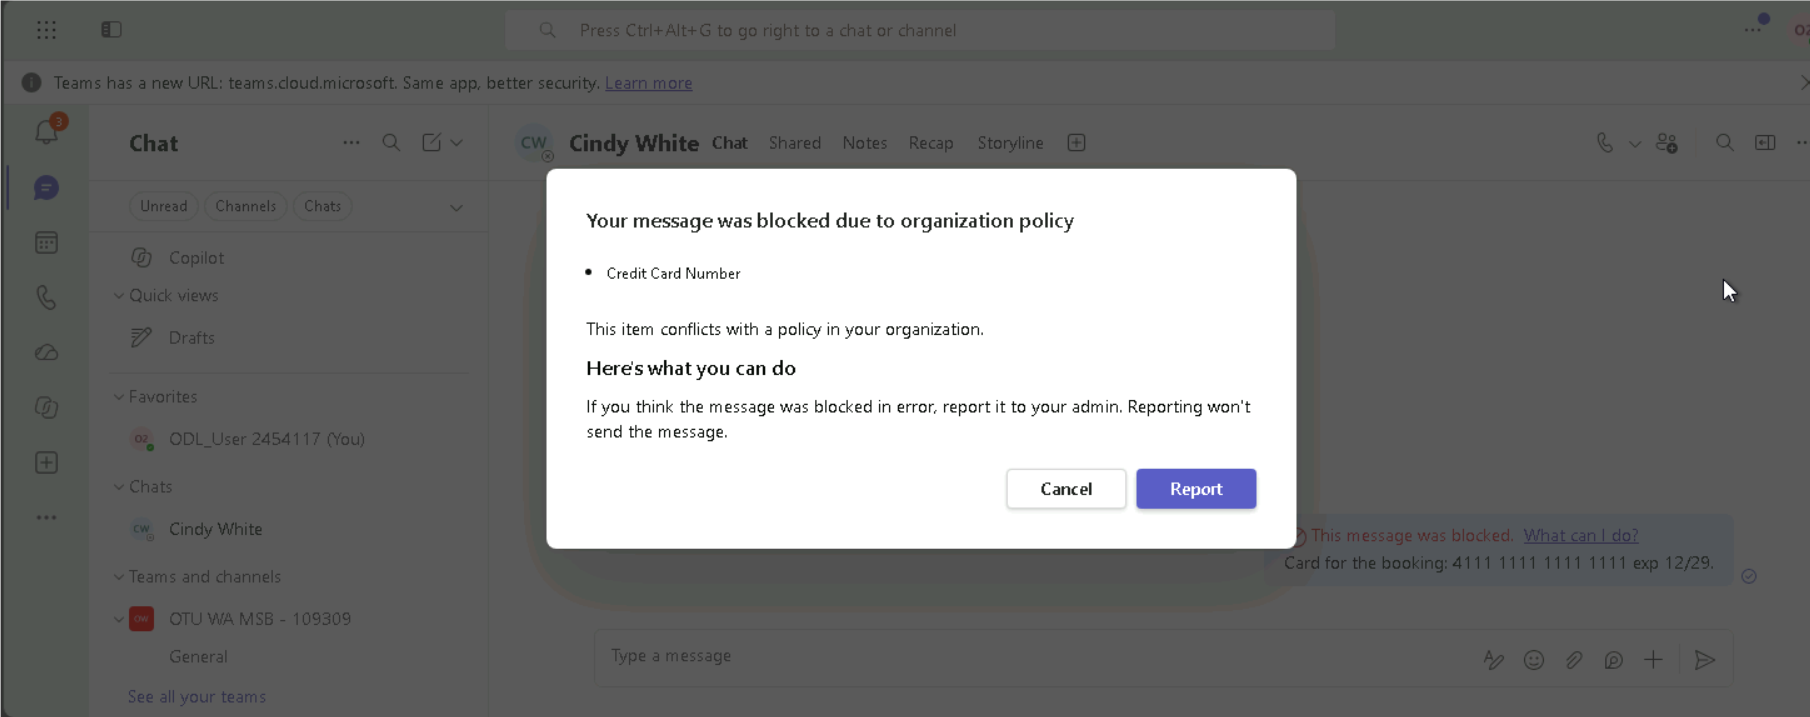 Press Ctrl+Alt+G to go right to a chat or channel
Teams has a new URL: teams.cloud.microsoft. Same app, better security. Learn more
3
Chat
CW Cindy White Chat Shared Notes Recap Storyline
Unread Channels Chats
Copilot
Quick views
Drafts
Favorites
OZ ODL_User 2454117 (You)
Chats
CW Cindy White
Teams and channels
OW OTU WA MSB - 109309
General
See all your teams
Your message was blocked due to organization policy
• Credit Card Number
This item conflicts with a policy in your organization.
Here's what you can do
If you think the message was blocked in error, report it to your admin. Reporting won't
send the message.
Cancel Report
This message was blocked. What can I do?
Card for the booking: 4111 1111 1111 1111 exp 12/29.
Type a message